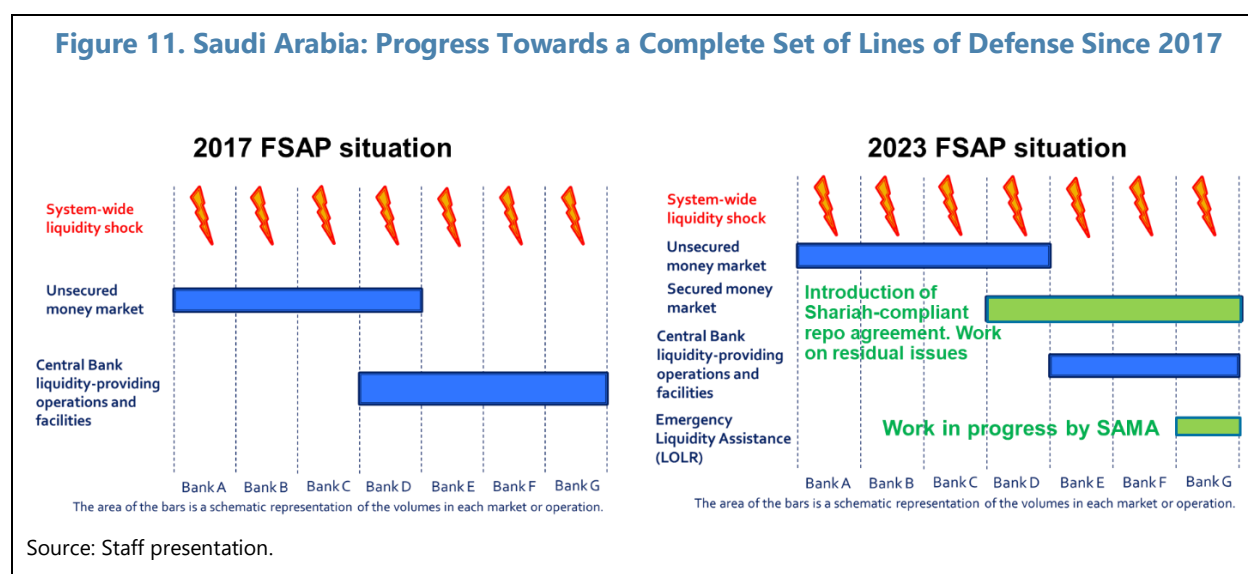 Figure 11. Saudi Arabia: Progress Towards a Complete Set of Lines of Defense Since 2017
2017 FSAP situation
System-wide
liquidity shock
Unsecured
money market
Central Bank
liquidity-providing
operations and
facilities
Bank A Bank B Bank C Bank D Bank E Bank F Bank G
The area of the bars is a schematic representation of the volumes in each market or operation.
2023 FSAP situation
System-wide
liquidity shock
Unsecured
money market
Secured money
market
Introduction of
Shariah-compliant
repo agreement. Work
on residual issues
Central Bank
liquidity-providing
operations and
facilities
Emergency
Liquidity Assistance
(LOLR)
Work in progress by SAMA
Bank A Bank B Bank C Bank D Bank E Bank F Bank G
The area of the bars is a schematic representation of the volumes in each market or operation.
Source: Staff presentation.